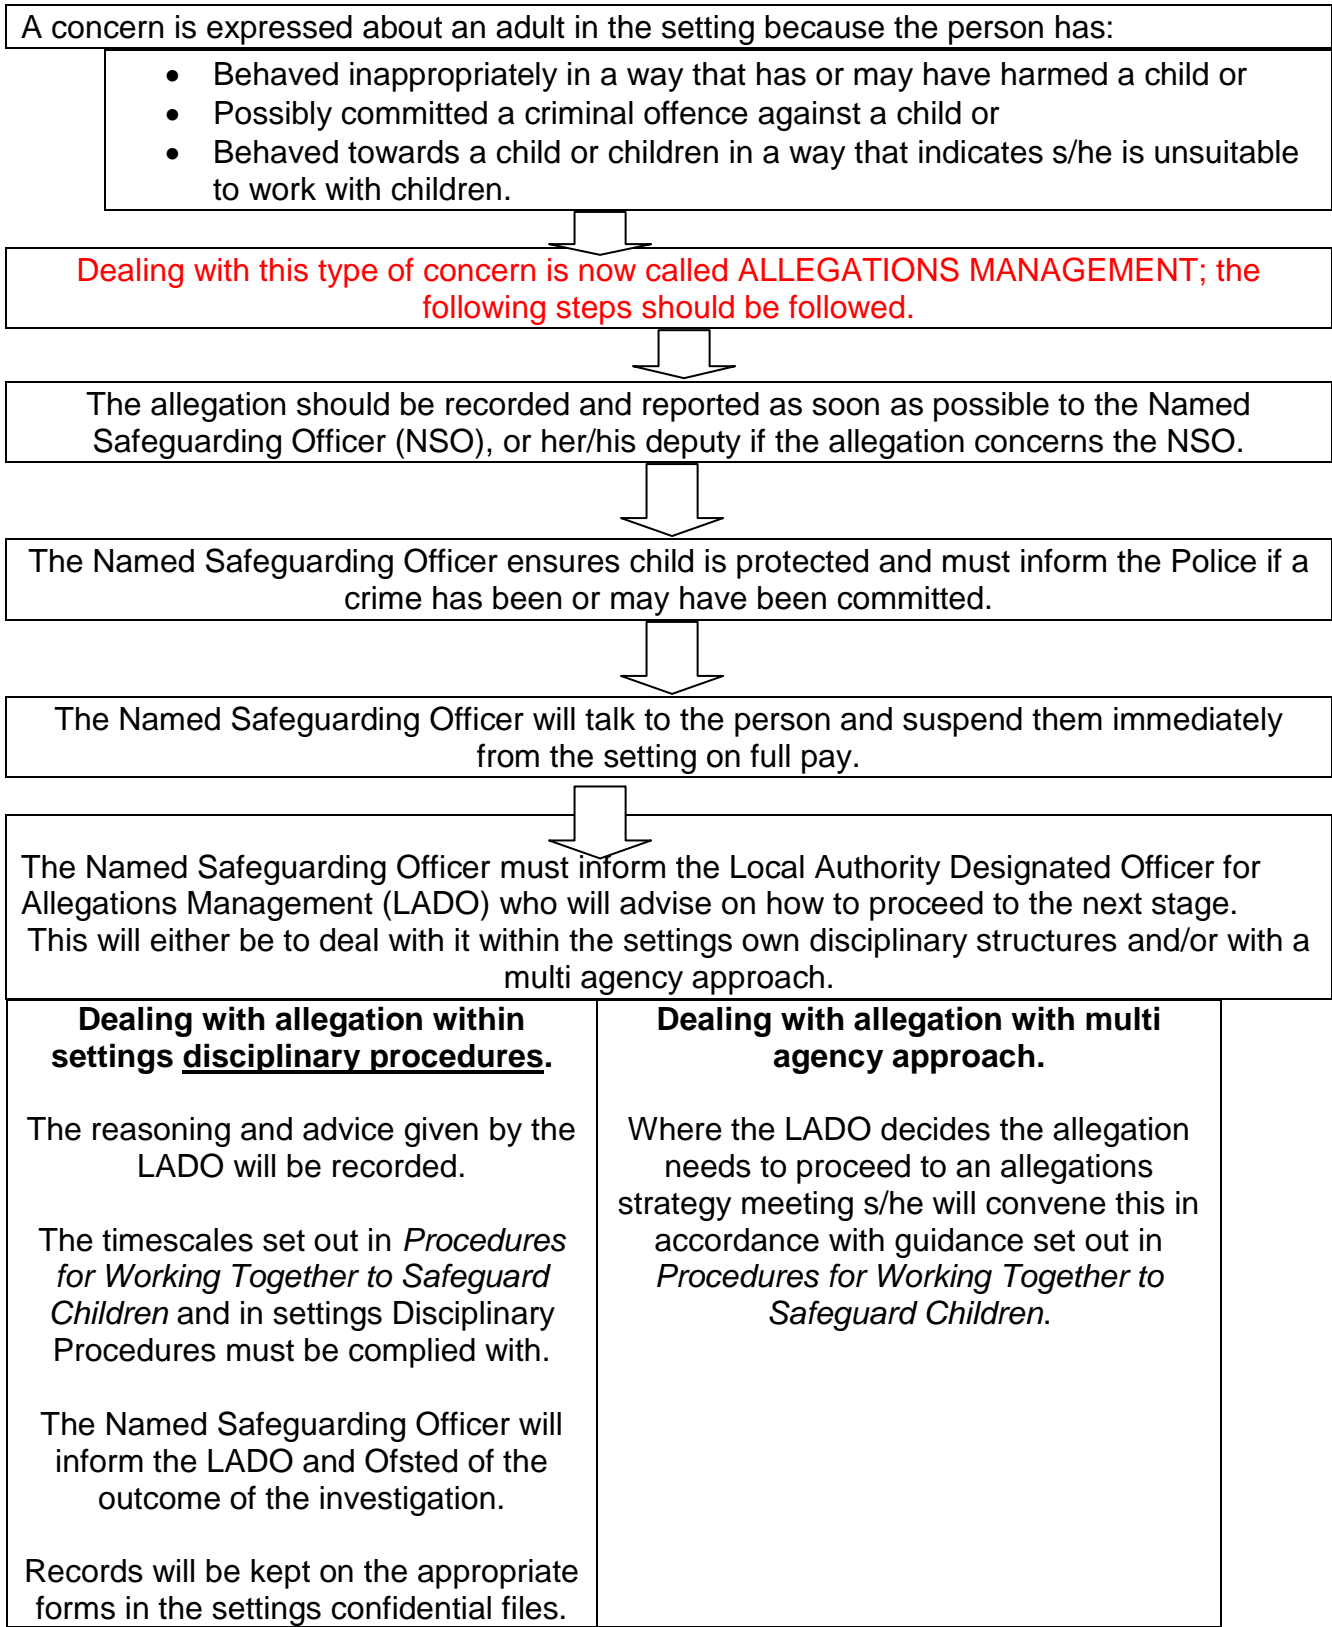 A concern is expressed about an adult in the setting because the person has:
• Behaved inappropriately in a way that has or may have harmed a child or
• Possibly committed a criminal offence against a child or
• Behaved towards a child or children in a way that indicates s/he is unsuitable
to work with children.
Dealing with this type of concern is now called ALLEGATIONS MANAGEMENT; the
following steps should be followed.
The allegation should be recorded and reported as soon as possible to the Named
Safeguarding Officer (NSO), or her/his deputy if the allegation concerns the NSO.
The Named Safeguarding Officer ensures child is protected and must inform the Police if a
crime has been or may have been committed.
The Named Safeguarding Officer will talk to the person and suspend them immediately
from the setting on full pay.
The Named Safeguarding Officer must inform the Local Authority Designated Officer for
Allegations Management (LADO) who will advise on how to proceed to the next stage.
This will either be to deal with it within the settings own disciplinary structures and/or with a
multi agency approach.
Dealing with allegation within
settings disciplinary procedures.
The reasoning and advice given by the
LADO will be recorded.
The timescales set out in Procedures
for Working Together to Safeguard
Children and in settings Disciplinary
Procedures must be complied with.
The Named Safeguarding Officer will
inform the LADO and Ofsted of the
outcome of the investigation.
Records will be kept on the appropriate
forms in the settings confidential files.
Dealing with allegation with multi
agency approach.
Where the LADO decides the allegation
needs to proceed to an allegations
strategy meeting s/he will convene this in
accordance with guidance set out in
Procedures for Working Together to
Safeguard Children.